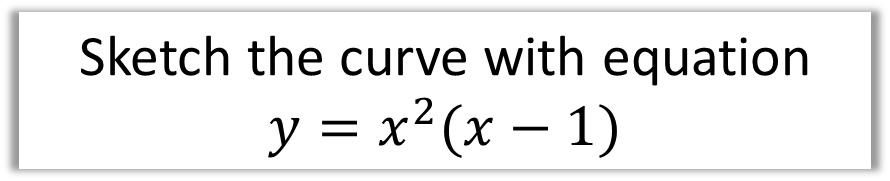 Sketch the curve with equation
𝑦 = 𝑥²(𝑥 − 1)